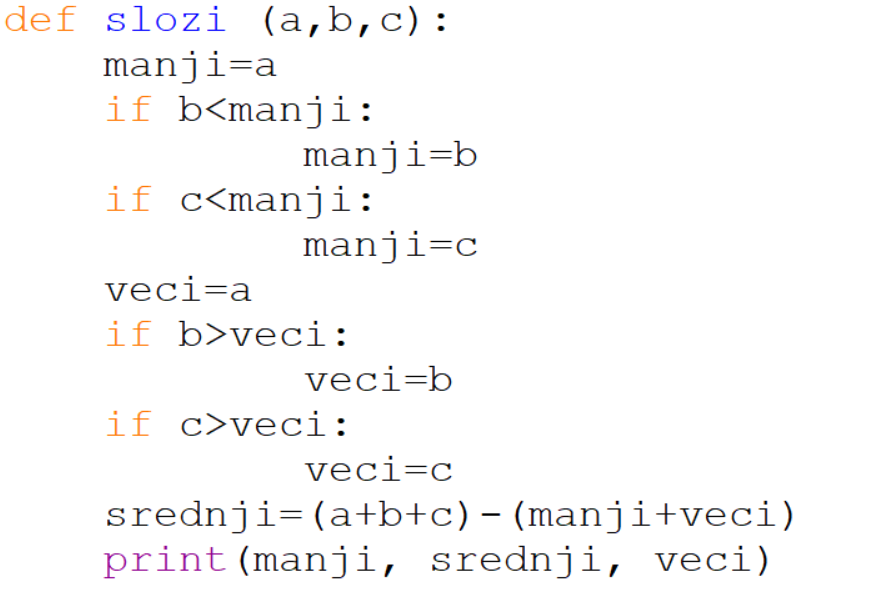 def slozi (a,b,c):
    manji=a
    if b<manji:
            manji=b
    if c<manji:
            manji=c
    veci=a
    if b>veci:
            veci=b
    if c>veci:
            veci=c
    srednji=(a+b+c)-(manji+veci)
    print(manji, srednji, veci)